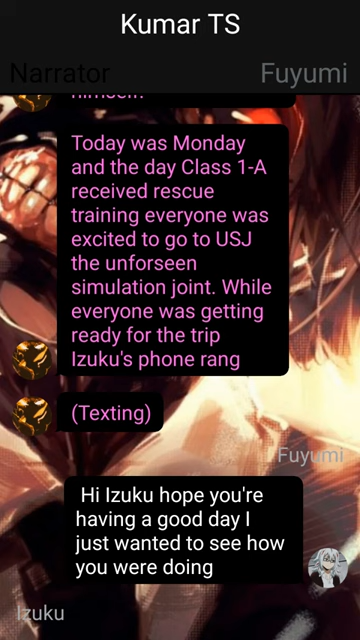 Kumar TS
Narrator
Fuyumi
himself.
Today was Monday
and the day Class 1-A
received rescue
training everyone was
excited to go to USJ
the unforseen
simulation joint. While
everyone was getting
ready for the trip
Izuku's phone rang
(Texting)
Fuyumi
Hi Izuku hope you're
having a good day I
just wanted to see how
you were doing
Izuku